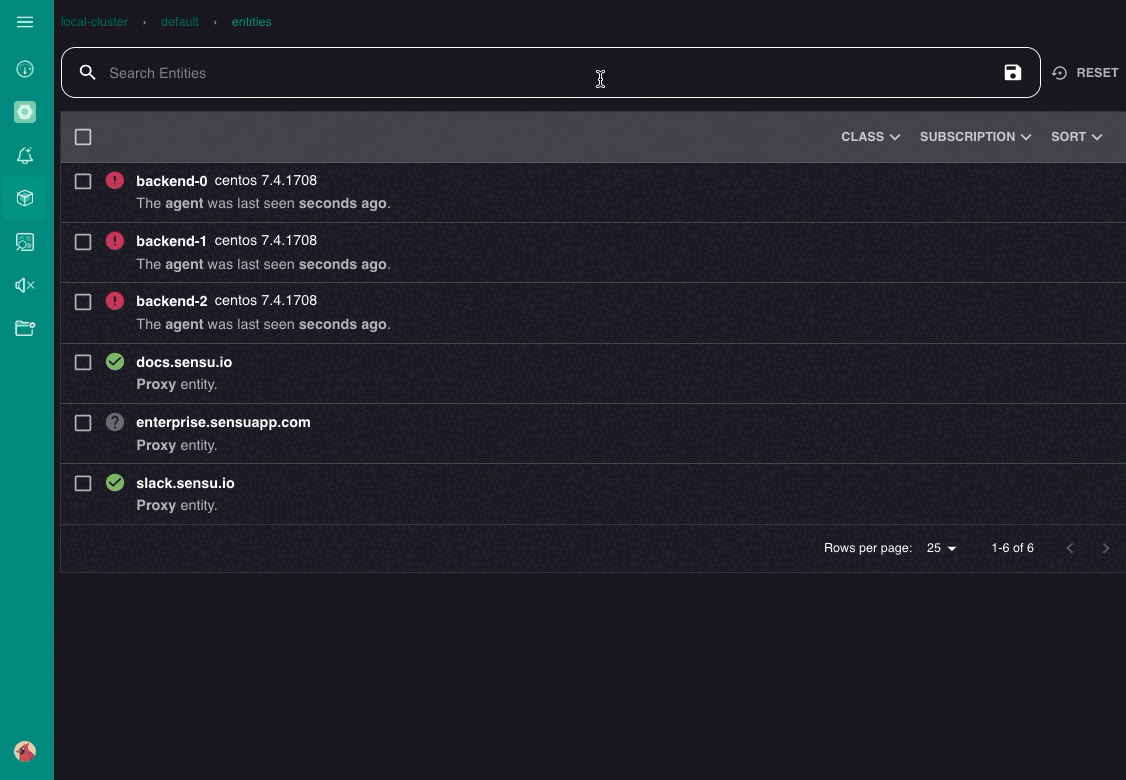 local-cluster › default › entities
Search Entities
RESET
CLASS SUBSCRIPTION SORT
backend-0 centos 7.4.1708
The agent was last seen seconds ago.
backend-1 centos 7.4.1708
The agent was last seen seconds ago.
backend-2 centos 7.4.1708
The agent was last seen seconds ago.
docs.sensu.io
Proxy entity.
enterprise.sensuapp.com
Proxy entity.
slack.sensu.io
Proxy entity.
Rows per page: 25 1-6 of 6